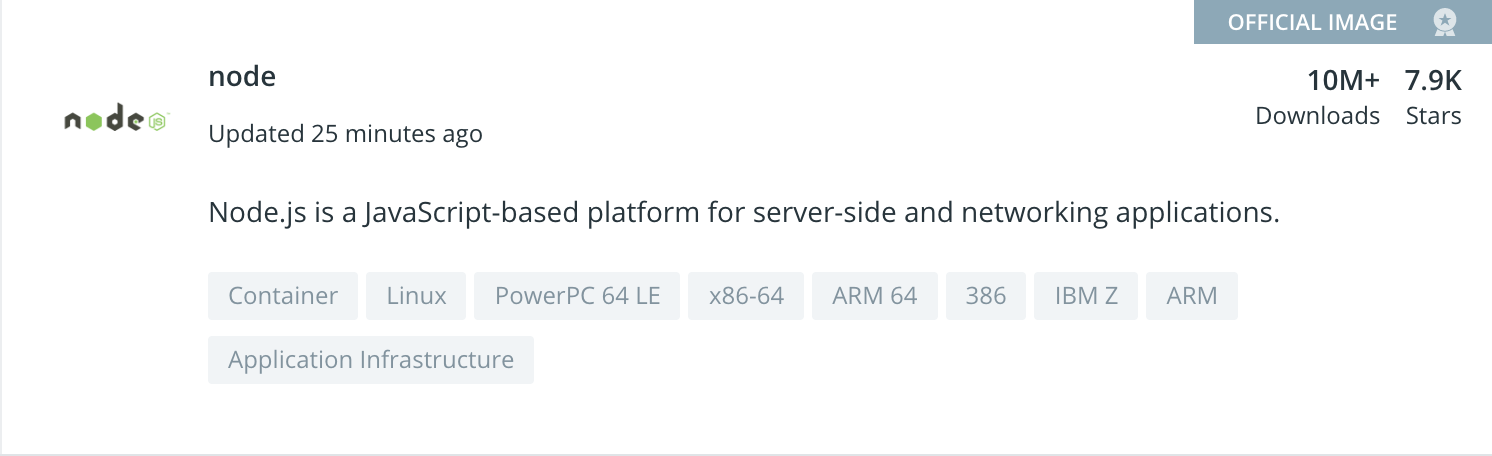 OFFICIAL IMAGE
node
10M+ 7.9K
Downloads Stars
node JS
Updated 25 minutes ago
Node.js is a JavaScript-based platform for server-side and networking applications.
Container Linux PowerPC 64 LE x86-64 ARM 64 386 IBM Z ARM
Application Infrastructure